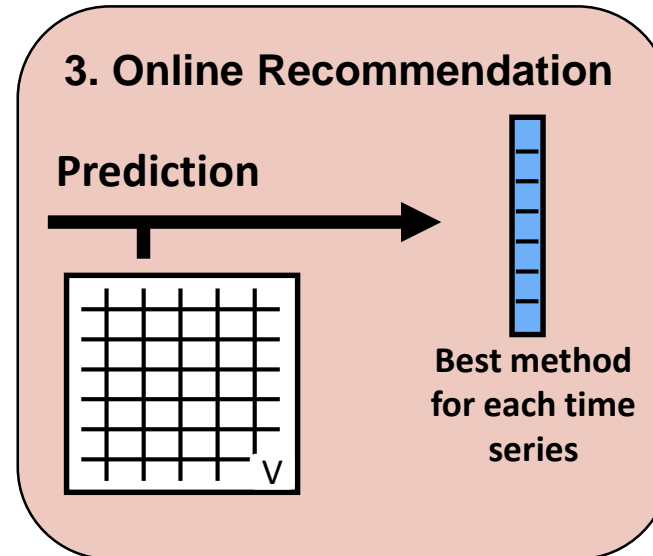 3. Online Recommendation
Prediction
V
Best method
for each time
series